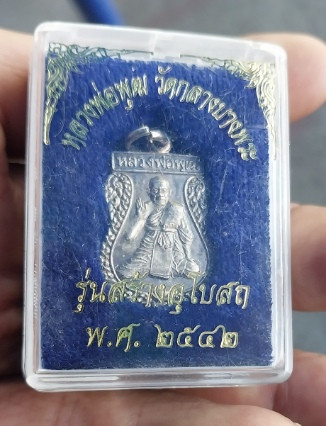 หลวงพ่อพูฒ วัดกลางบางพระ
หลวงพ่อพูฒ
รุ่นสร้างอุโบสถ
พ.ศ. ๒๕๔๒